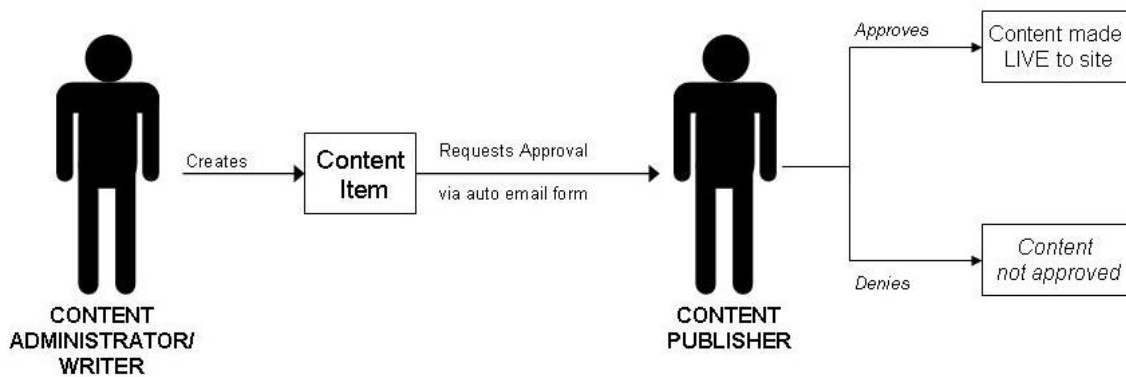 Approves
Content made
LIVE to site
Creates
Content
Item
Requests Approval
via auto email form
Content
not approved
Denies
CONTENT
ADMINISTRATOR/
WRITER
CONTENT
PUBLISHER